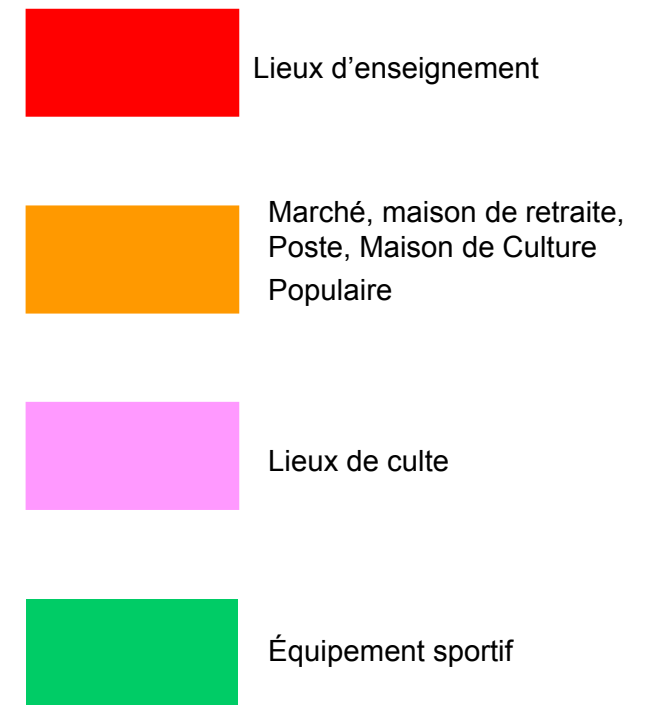 Lieux d’enseignement
Marché, maison de retraite,
Poste, Maison de Culture
Populaire
Lieux de culte
Équipement sportif